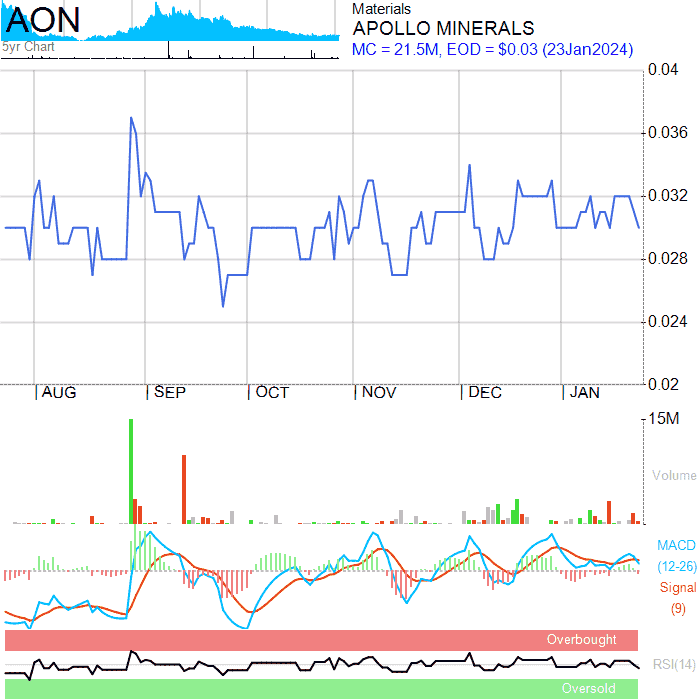 AON
5yr Chart
Materials
APOLLO MINERALS
MC = 21.5M, EOD = $0.03 (23Jan2024)
0.04
0.036
0.032
0.028
0.024
0.02
AUG SEP OCT NOV DEC JAN
15M
Volume
MACD
(12-26)
Signal
(9)
Overbought
RSI(14)
Oversold